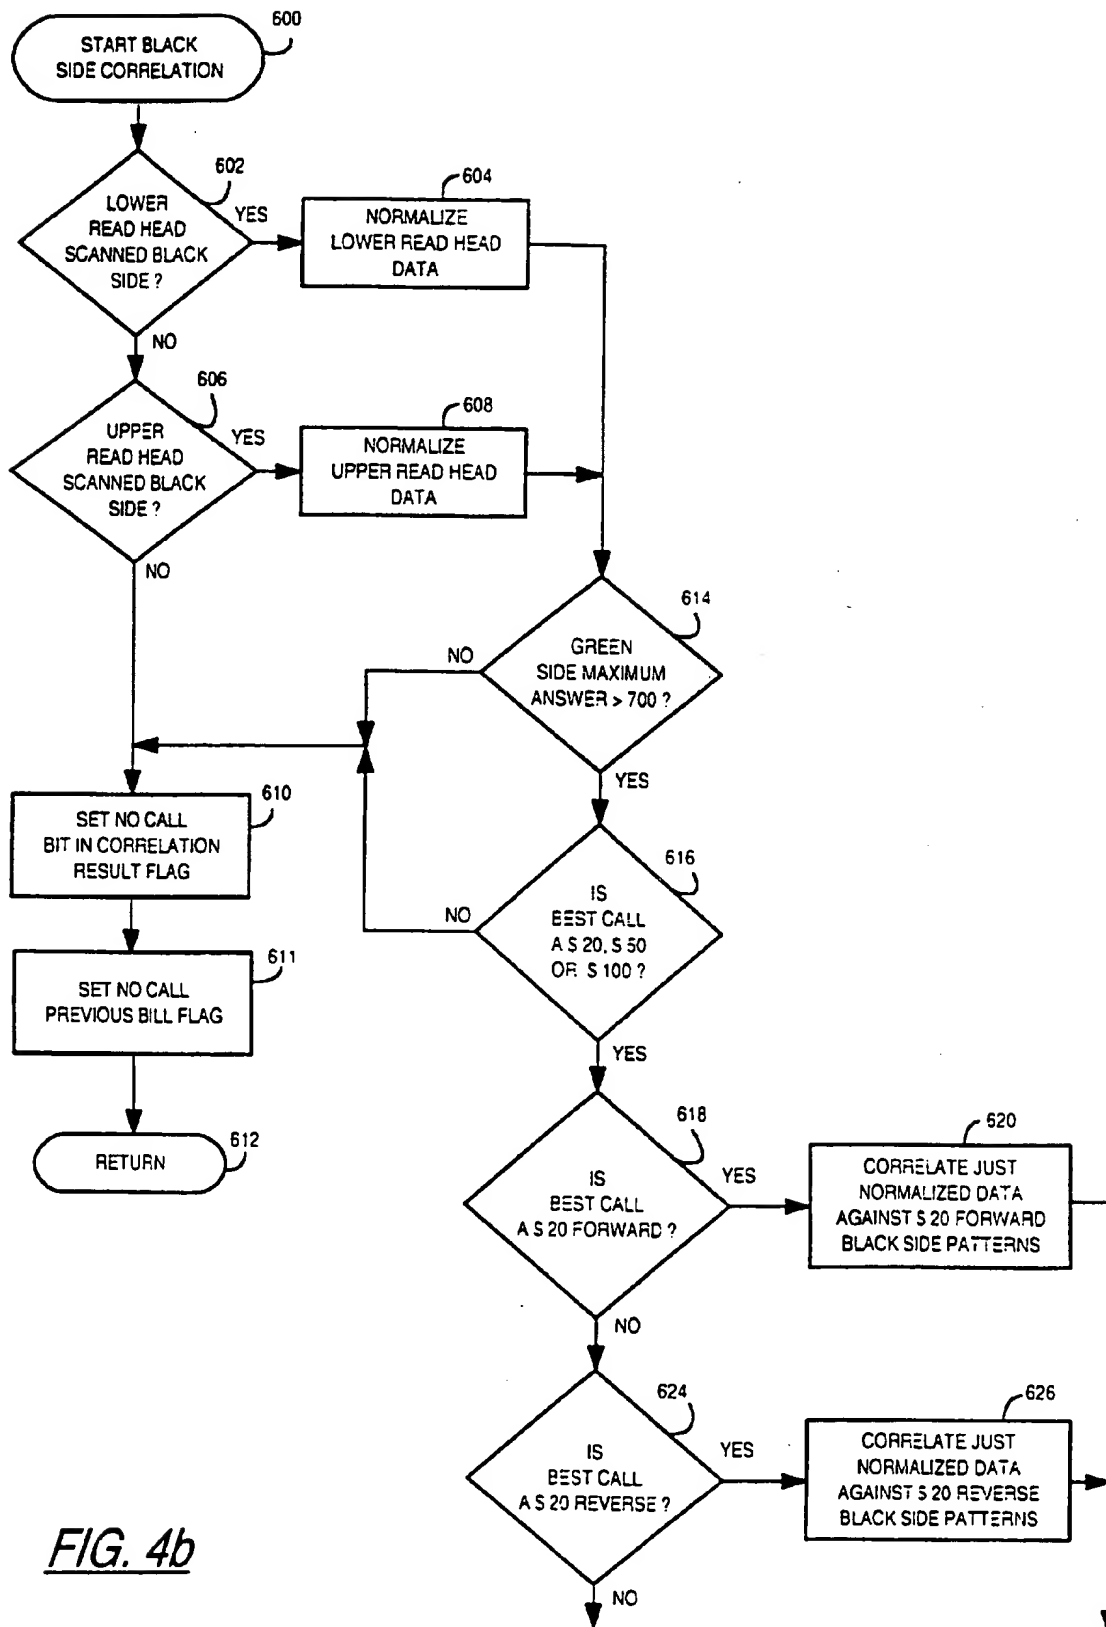 600
START BLACK
SIDE CORRELATION
602
LOWER
READ HEAD
SCANNED BLACK
SIDE ?
YES
604
NORMALIZE
LOWER READ HEAD
DATA
NO
606
UPPER
READ HEAD
SCANNED BLACK
SIDE ?
YES
608
NORMALIZE
UPPER READ HEAD
DATA
NO
614
GREEN
SIDE MAXIMUM
ANSWER > 700 ?
NO
YES
610
SET NO CALL
BIT IN CORRELATION
RESULT FLAG
616
IS
BEST CALL
A $ 20, $ 50
OR $ 100 ?
NO
YES
611
SET NO CALL
PREVIOUS BILL FLAG
612
RETURN
618
IS
BEST CALL
A $ 20 FORWARD ?
YES
620
CORRELATE JUST
NORMALIZED DATA
AGAINST $ 20 FORWARD
BLACK SIDE PATTERNS
NO
624
IS
BEST CALL
A $ 20 REVERSE ?
YES
626
CORRELATE JUST
NORMALIZED DATA
AGAINST $ 20 REVERSE
BLACK SIDE PATTERNS
NO
FIG. 4b